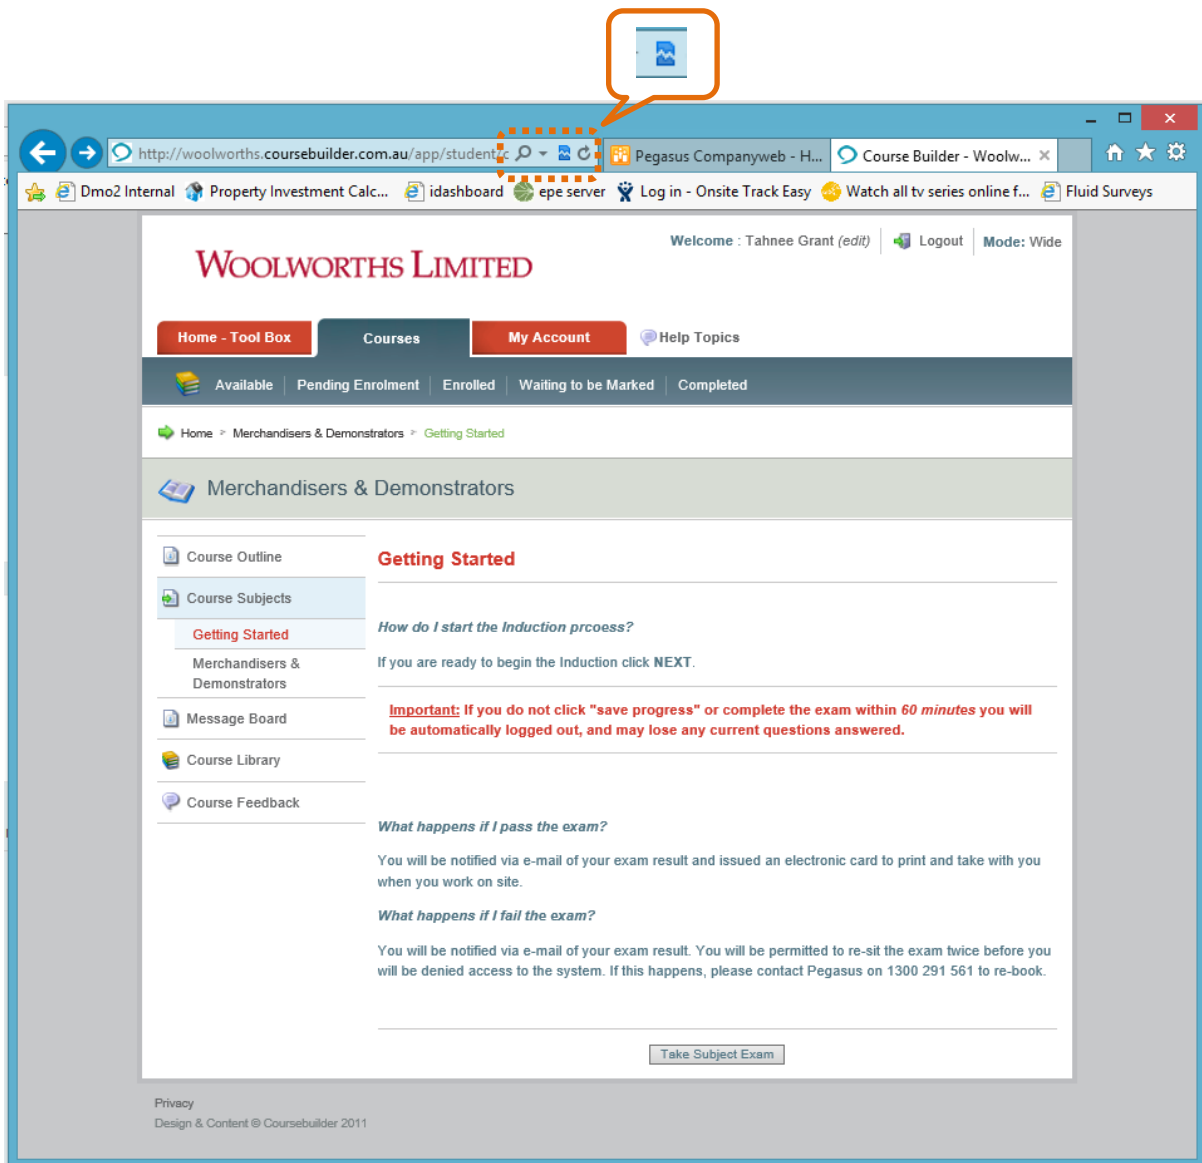 http://woolworths.coursebuilder.com.au/app/student/c
Pegasus Companyweb - H...
Course Builder - Woolw...
Dmo2 Internal
Property Investment Calc...
idashboard
epe server
Log in - Onsite Track Easy
Watch all tv series online f...
Fluid Surveys
Welcome : Tahnee Grant (edit)
Logout
Mode: Wide
WOOLWORTHS LIMITED
Home - Tool Box
Courses
My Account
Help Topics
Available
Pending Enrolment
Enrolled
Waiting to be Marked
Completed
Home > Merchandisers & Demonstrators > Getting Started
Merchandisers & Demonstrators
Course Outline
Course Subjects
Getting Started
Merchandisers &
Demonstrators
Message Board
Course Library
Course Feedback
Getting Started
How do I start the Induction prcoess?
If you are ready to begin the Induction click NEXT.
Important: If you do not click "save progress" or complete the exam within 60 minutes you will
be automatically logged out, and may lose any current questions answered.
What happens if I pass the exam?
You will be notified via e-mail of your exam result and issued an electronic card to print and take with you
when you work on site.
What happens if I fail the exam?
You will be notified via e-mail of your exam result. You will be permitted to re-sit the exam twice before you
will be denied access to the system. If this happens, please contact Pegasus on 1300 291 561 to re-book.
Take Subject Exam
Privacy
Design & Content © Coursebuilder 2011